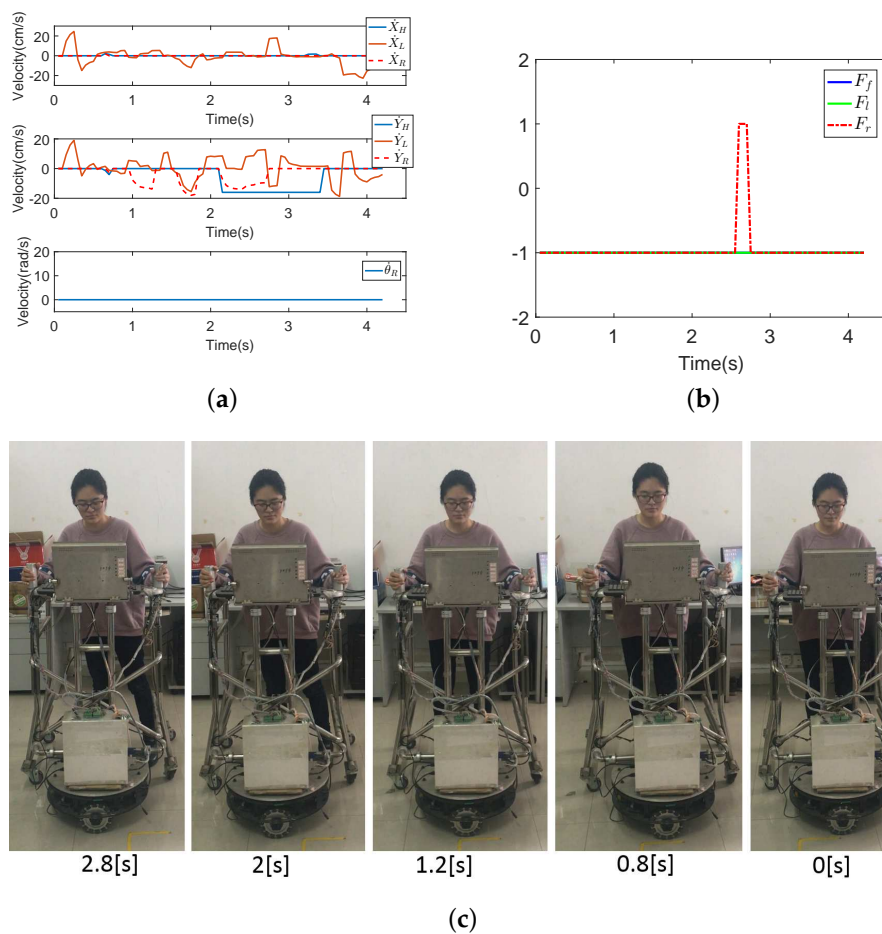 20
0
-20
Velocity(cm/s)
0 1 2 3 4
Time(s)
Ẋ_H
Ẋ_L
Ẋ_R
20
0
-20
Velocity(cm/s)
0 1 2 3 4
Time(s)
Ẏ_H
Ẏ_L
Ẏ_R
20
10
0
Velocity(rad/s)
0 1 2 3 4
Time(s)
θ̇_R
(a)
2
1
0
-1
-2
0 1 2 3 4
Time(s)
F_f
F_l
F_r
(b)
2.8[s] 2[s] 1.2[s] 0.8[s] 0[s]
(c)